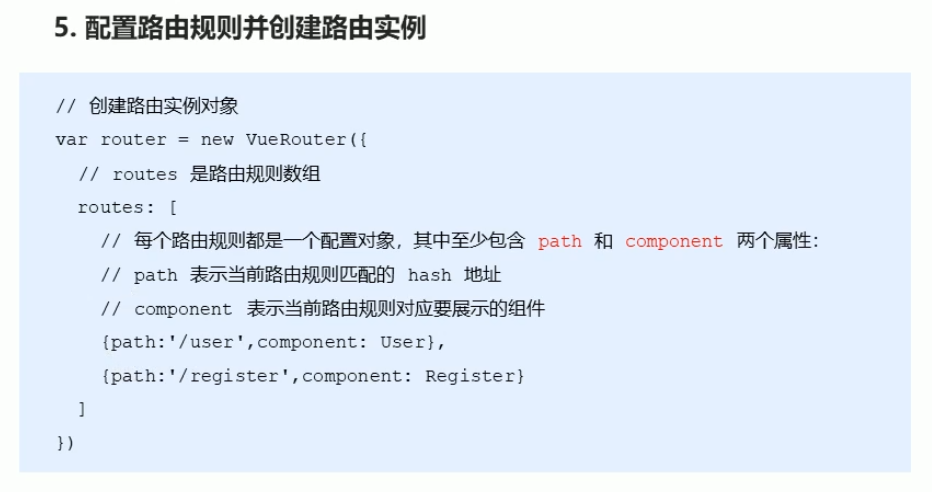 5. 配置路由规则并创建路由实例
// 创建路由实例对象
var router = new VueRouter({
// routes 是路由规则数组
routes: [
// 每个路由规则都是一个配置对象，其中至少包含 path 和 component 两个属性：
// path 表示当前路由规则匹配的 hash 地址
// component 表示当前路由规则对应要展示的组件
{path:'/user',component: User},
{path:'/register',component: Register}
]
})